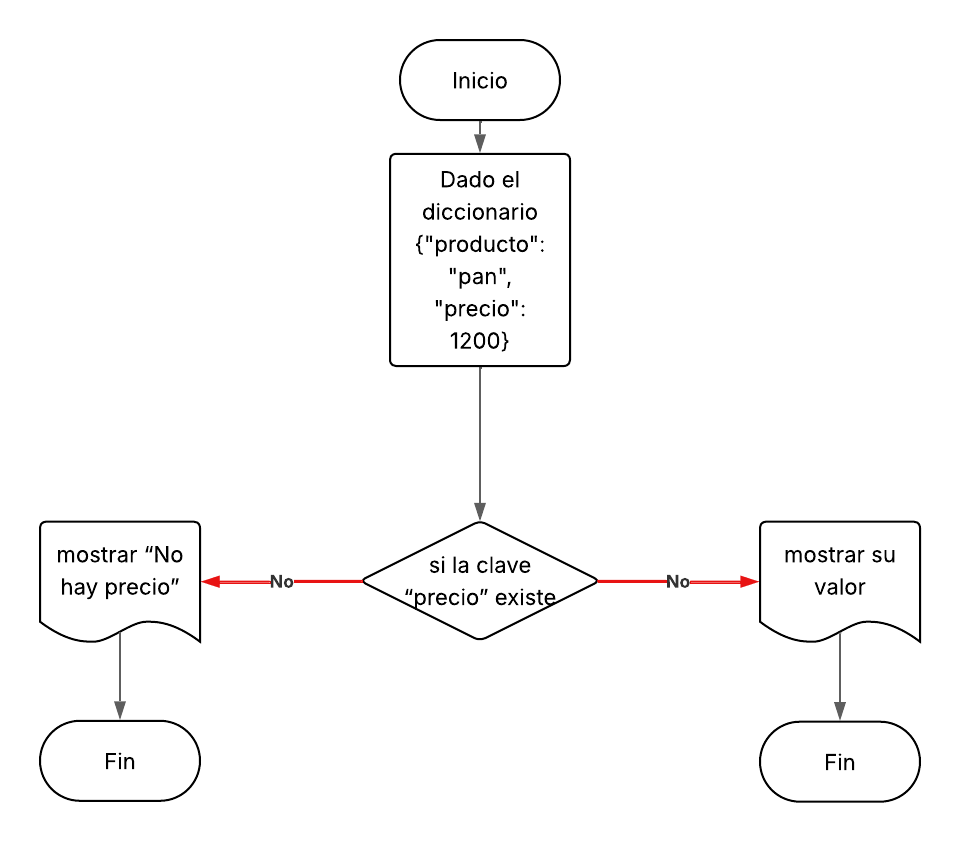 Inicio
Dado el
diccionario
{"producto":
"pan",
"precio":
1200}
mostrar “No
hay precio”
No
si la clave
“precio” existe
No
mostrar su
valor
Fin
Fin